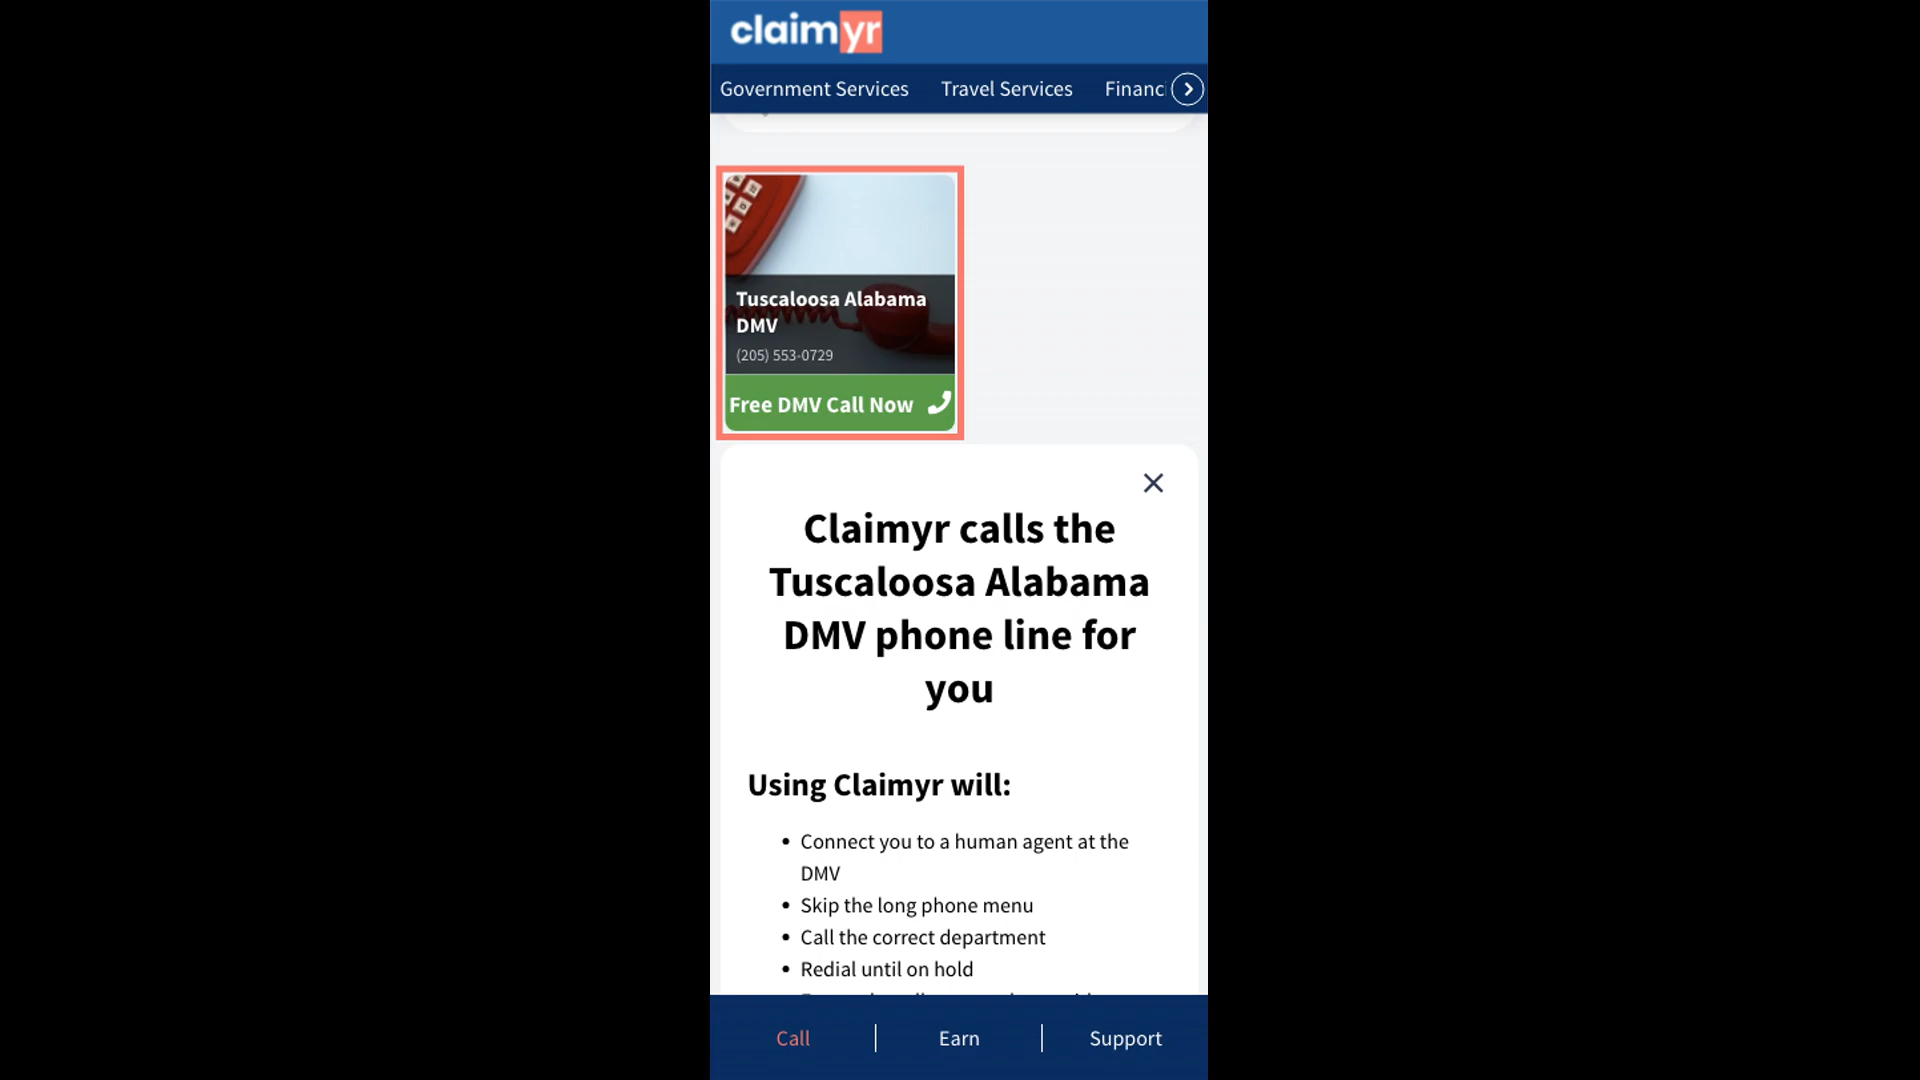 claimyr
Government Services Travel Services Financ
Tuscaloosa Alabama
DMV
(205) 553-0729
Free DMV Call Now
Claimyr calls the
Tuscaloosa Alabama
DMV phone line for
you
Using Claimyr will:
• Connect you to a human agent at the
DMV
• Skip the long phone menu
• Call the correct department
• Redial until on hold
Call | Earn | Support